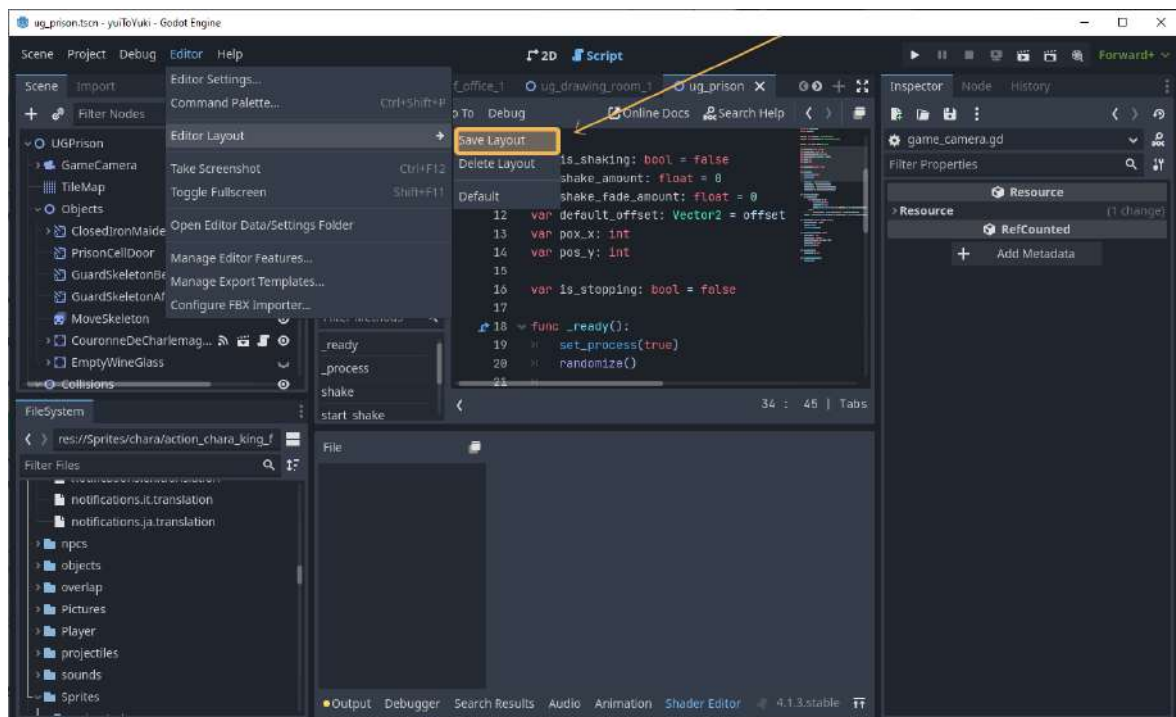 ug_prison.tscn - yuiToYuki - Godot Engine
Scene Project Debug Editor Help
2D Script
Forward+
Scene Import
Filter Nodes
UGPrison
GameCamera
TileMap
Objects
ClosedIronMaide
PrisonCellDoor
GuardSkeletonBe
GuardSkeletonAf
MoveSkeleton
CouronneDeCharlemag...
EmptyWineGlass
Collisions
Editor Settings...
Command Palette... Ctrl+Shift+P
Editor Layout
Take Screenshot Ctrl+F12
Toggle Fullscreen Shift+F11
Open Editor Data/Settings Folder
Manage Editor Features...
Manage Export Templates...
Configure FBX Importer...
Save Layout
Delete Layout
Default
f_office_1 ug_drawing_room_1 ug_prison
o To Debug Online Docs Search Help
is_shaking: bool = false
shake_amount: float = 0
shake_fade_amount: float = 0
12 var default_offset: Vector2 = offset
13 var pox_x: int
14 var pos_y: int
15
16 var is_stopping: bool = false
17
18 func _ready():
19 set_process(true)
20 randomize()
21
Filter Methods
_ready
_process
shake
start_shake
34 : 45 | Tabs
Inspector Node History
game_camera.gd
Filter Properties
Resource
Resource (1 change)
RefCounted
Add Metadata
FileSystem
res://Sprites/chara/action_chara_king_f
Filter Files
notifications.it.translation
notifications.ja.translation
npcs
objects
overlap
Pictures
Player
projectiles
sounds
Sprites
File
Output Debugger Search Results Audio Animation Shader Editor 4.1.3.stable